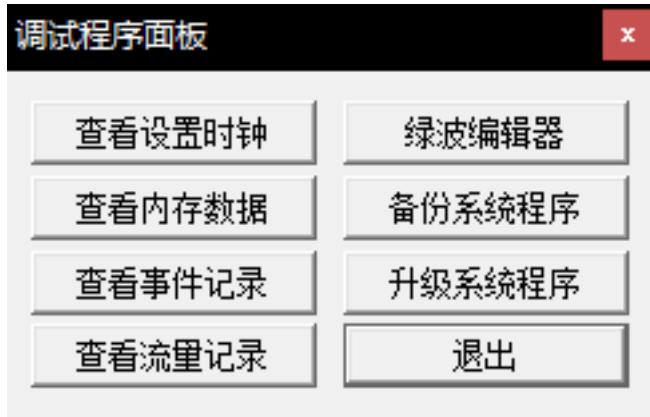 调试程序面板
x
查看设置时钟 绿波编辑器
查看内存数据 备份系统程序
查看事件记录 升级系统程序
查看流里记录 退出